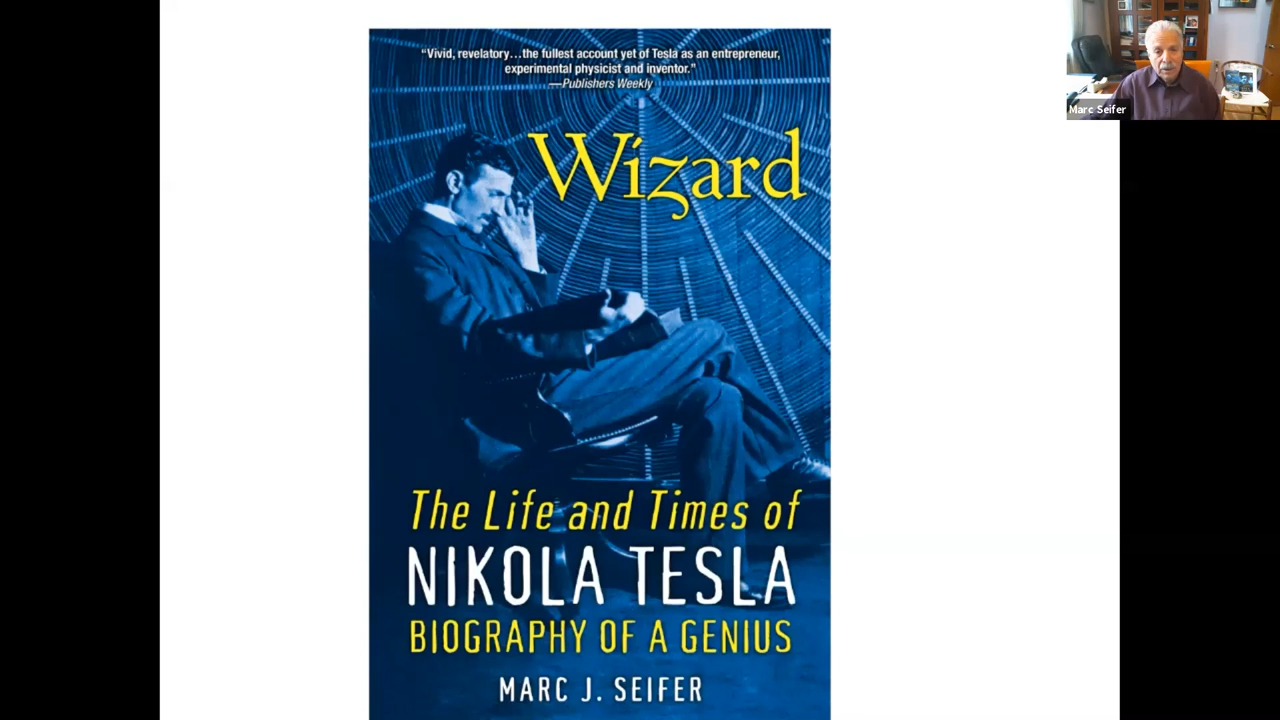 “Vivid, revelatory…the fullest account yet of Tesla as an entrepreneur,
experimental physicist and inventor.”
—Publishers Weekly
Wizard
The Life and Times of
NIKOLA TESLA
BIOGRAPHY OF A GENIUS
MARC J. SEIFER
Marc Seifer